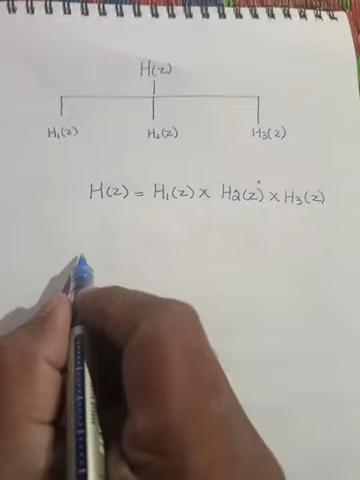 H(z)
H₁(z) H₂(z) H₃(z)
H(z) = H₁(z) × H2(z) × H₃(z)